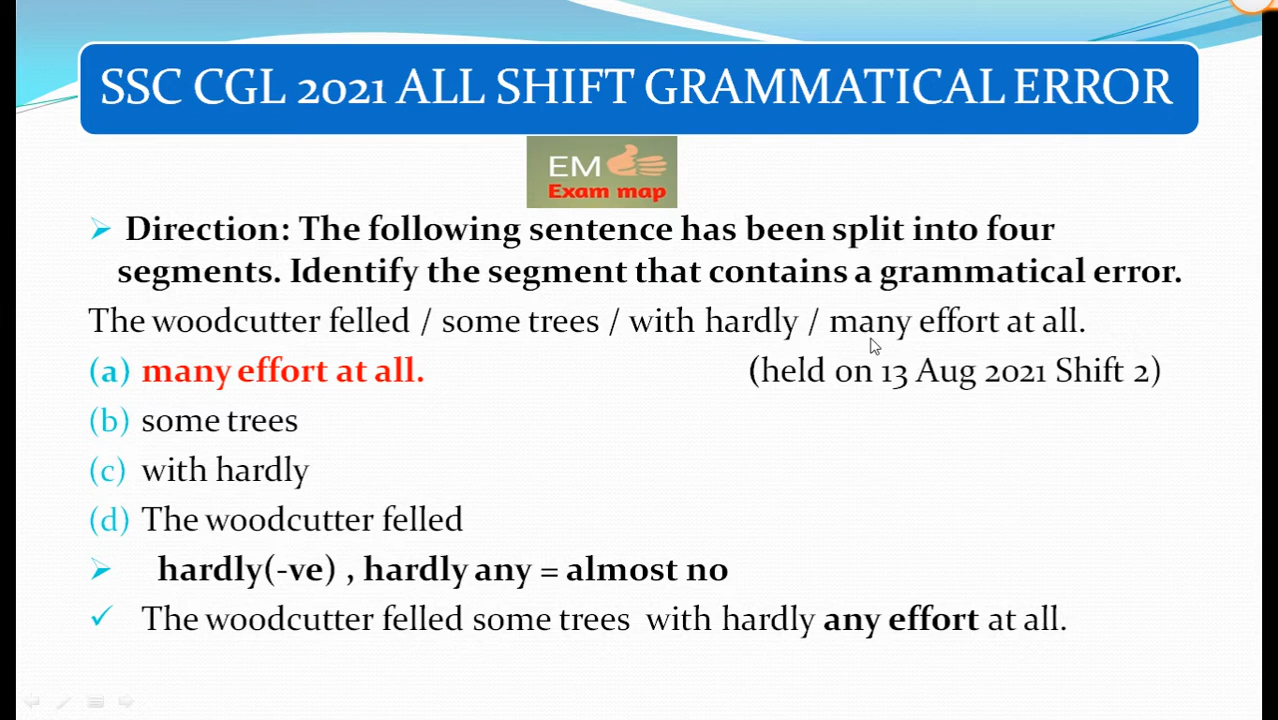 SSC CGL 2021 ALL SHIFT GRAMMATICAL ERROR
EM
Exam map
Direction: The following sentence has been split into four
segments. Identify the segment that contains a grammatical error.
The woodcutter felled / some trees / with hardly / many effort at all.
(a) many effort at all. (held on 13 Aug 2021 Shift 2)
(b) some trees
(c) with hardly
(d) The woodcutter felled
hardly(-ve) , hardly any = almost no
The woodcutter felled some trees with hardly any effort at all.